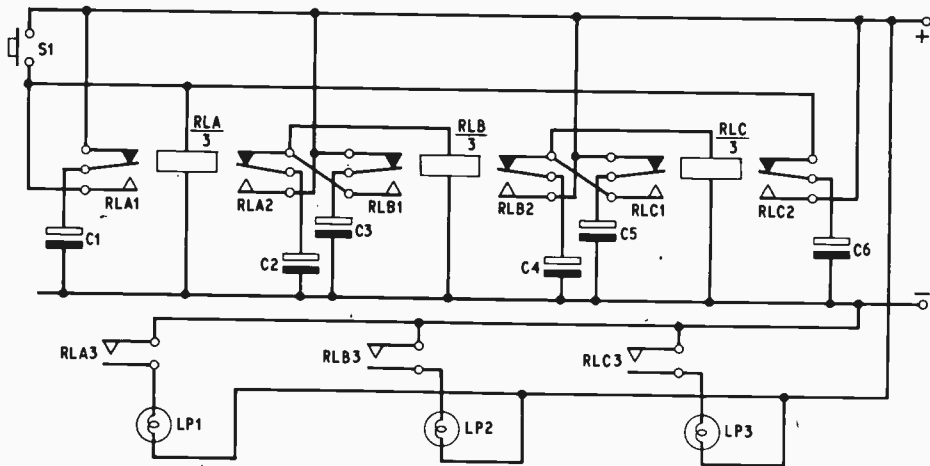 S1
+
RLA
3
RLB
3
RLC
3
RLA1
RLA2
RLB1
RLB2
RLC1
RLC2
C1
C2
C3
C4
C5
C6
−
RLA3
RLB3
RLC3
LP1
LP2
LP3